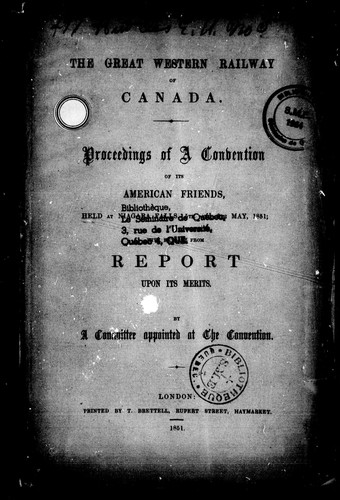 THE GREAT WESTERN RAILWAY
OF
CANADA.
Proceedings of A Convention
OF ITS
AMERICAN FRIENDS,
Bibliothèque,
HELD AT NIAGARA FALLS MAY, 1851;
Le Séminaire de Québec,
3, rue de l'Université,
Québec 4, QUE.
FROM
REPORT
UPON ITS MERITS.
BY
A Committee appointed at The Convention.
BIBLIOTHEQUE
QUEBEC
LONDON:
PRINTED BY T. BRETTELL, RUPERT STREET, HAYMARKET.
1851.